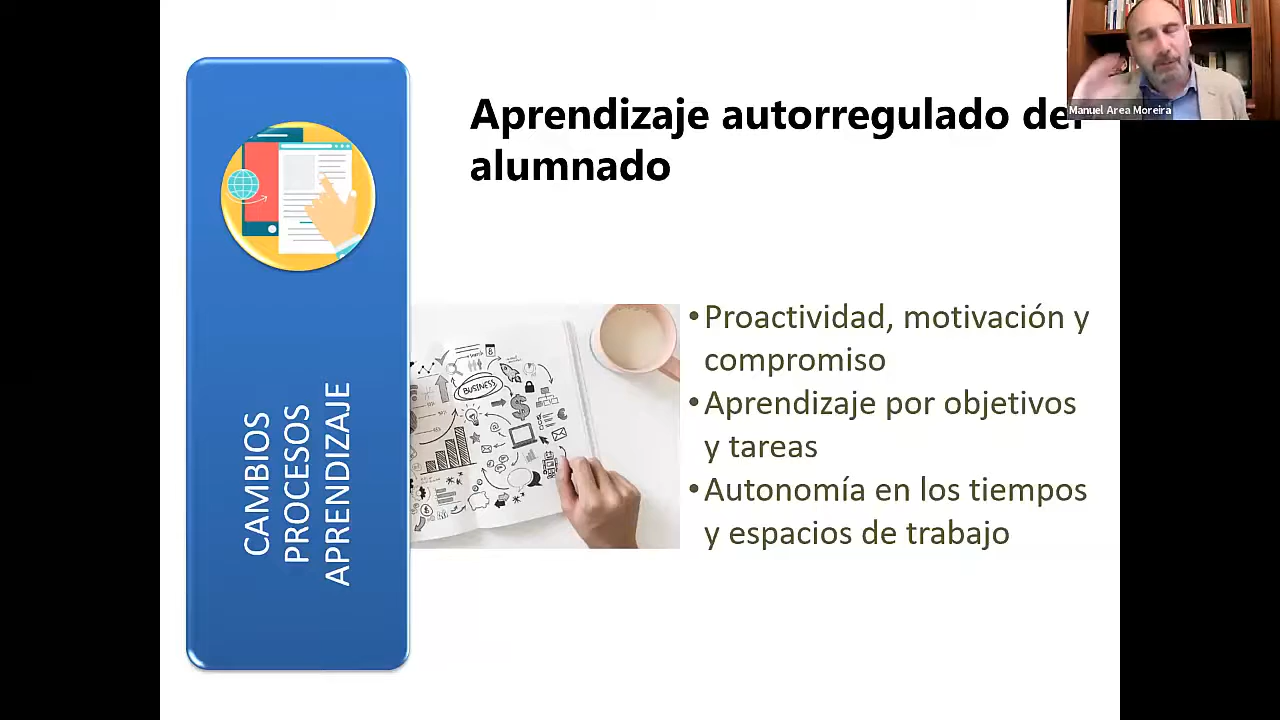 Manuel Area Moreira
Aprendizaje autorregulado del
alumnado
•Proactividad, motivación y
compromiso
•Aprendizaje por objetivos
y tareas
•Autonomía en los tiempos
y espacios de trabajo
CAMBIOS
PROCESOS
APRENDIZAJE
BUSINESS